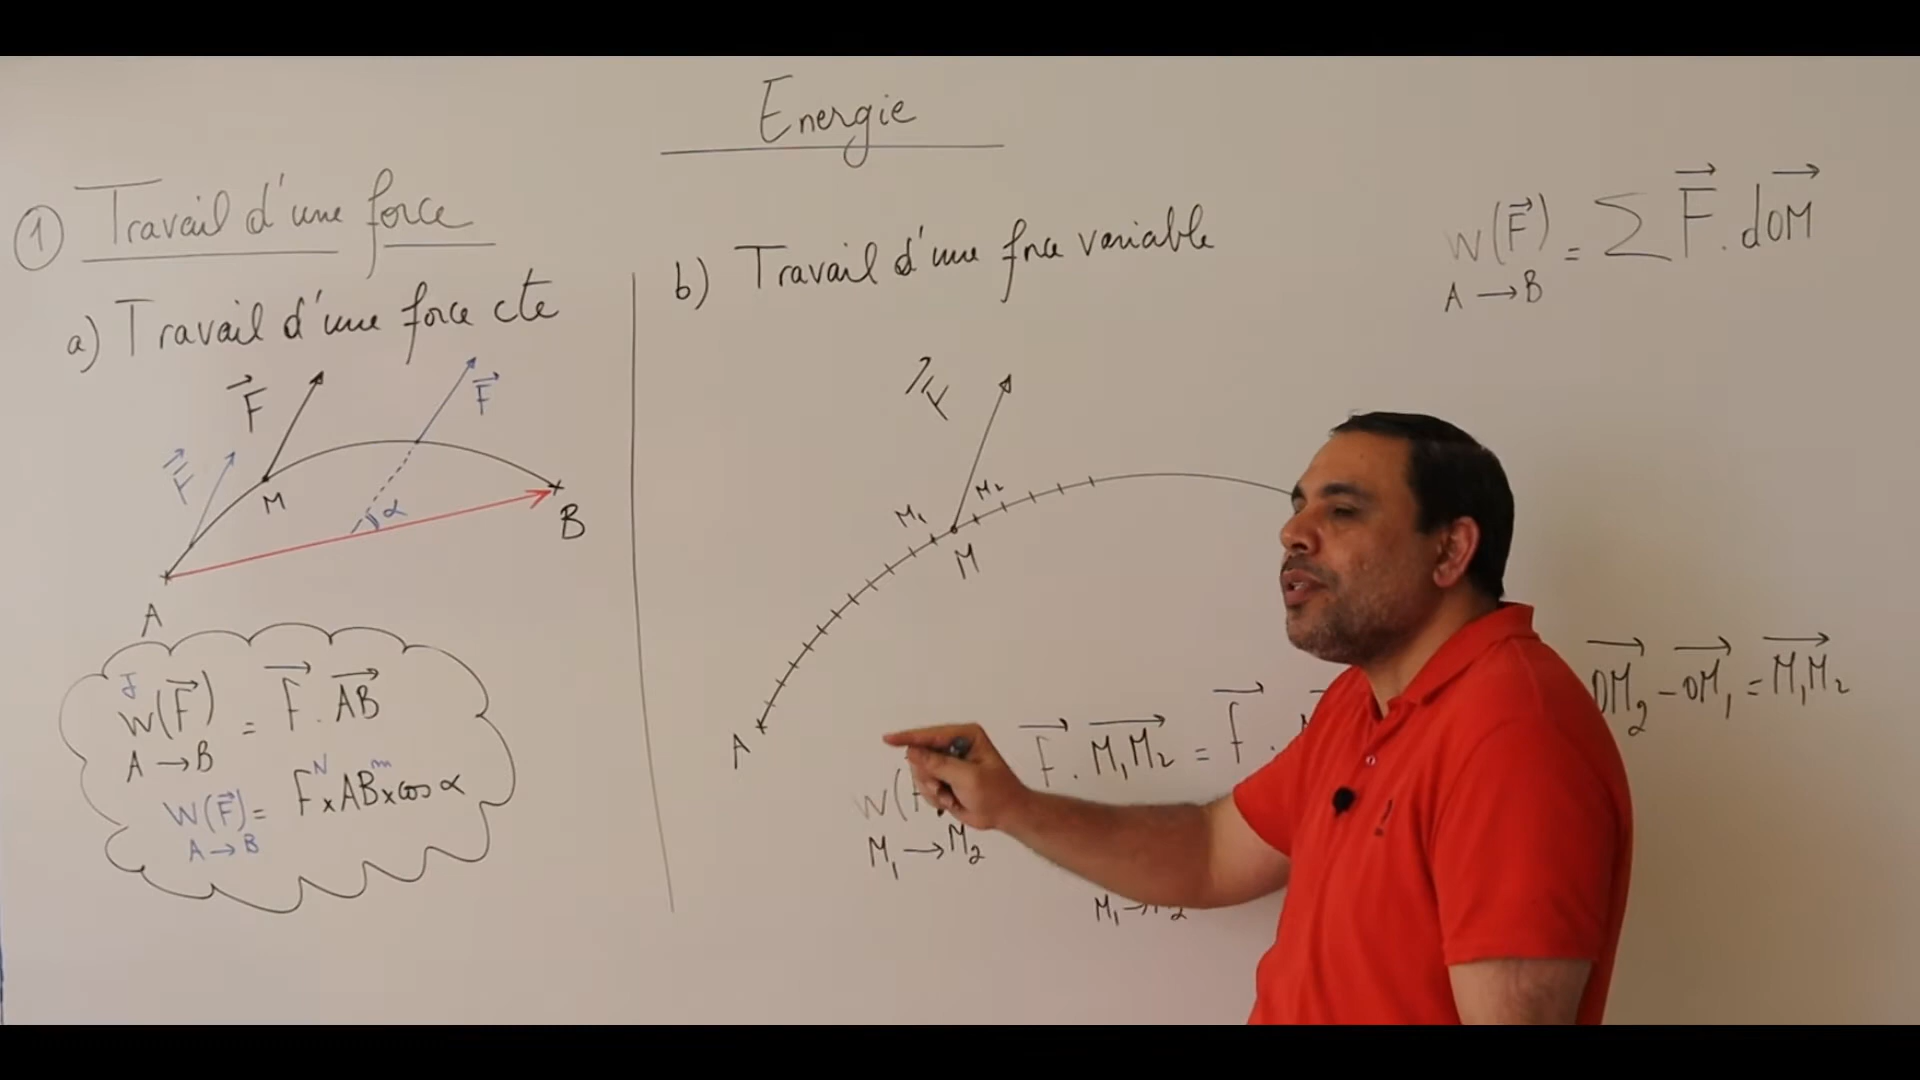 Energie
① Travail d'une force
a) Travail d'une force cte
F⃗
F⃗
F⃗
M
α
A
B
J
W(F⃗) = F⃗ . AB⃗
A → B
N m
W(F⃗) = F x AB x cos α
A → B
b) Travail d'une force variable
F⃗
M₁
M₂
M
A
W(F⃗) = Σ F⃗ . dOM⃗
A → B
F⃗ . M₁M₂⃗ = F⃗ .
W(
M₁ → M₂
M₁ →
OM₂⃗ - OM₁⃗ = M₁M₂⃗